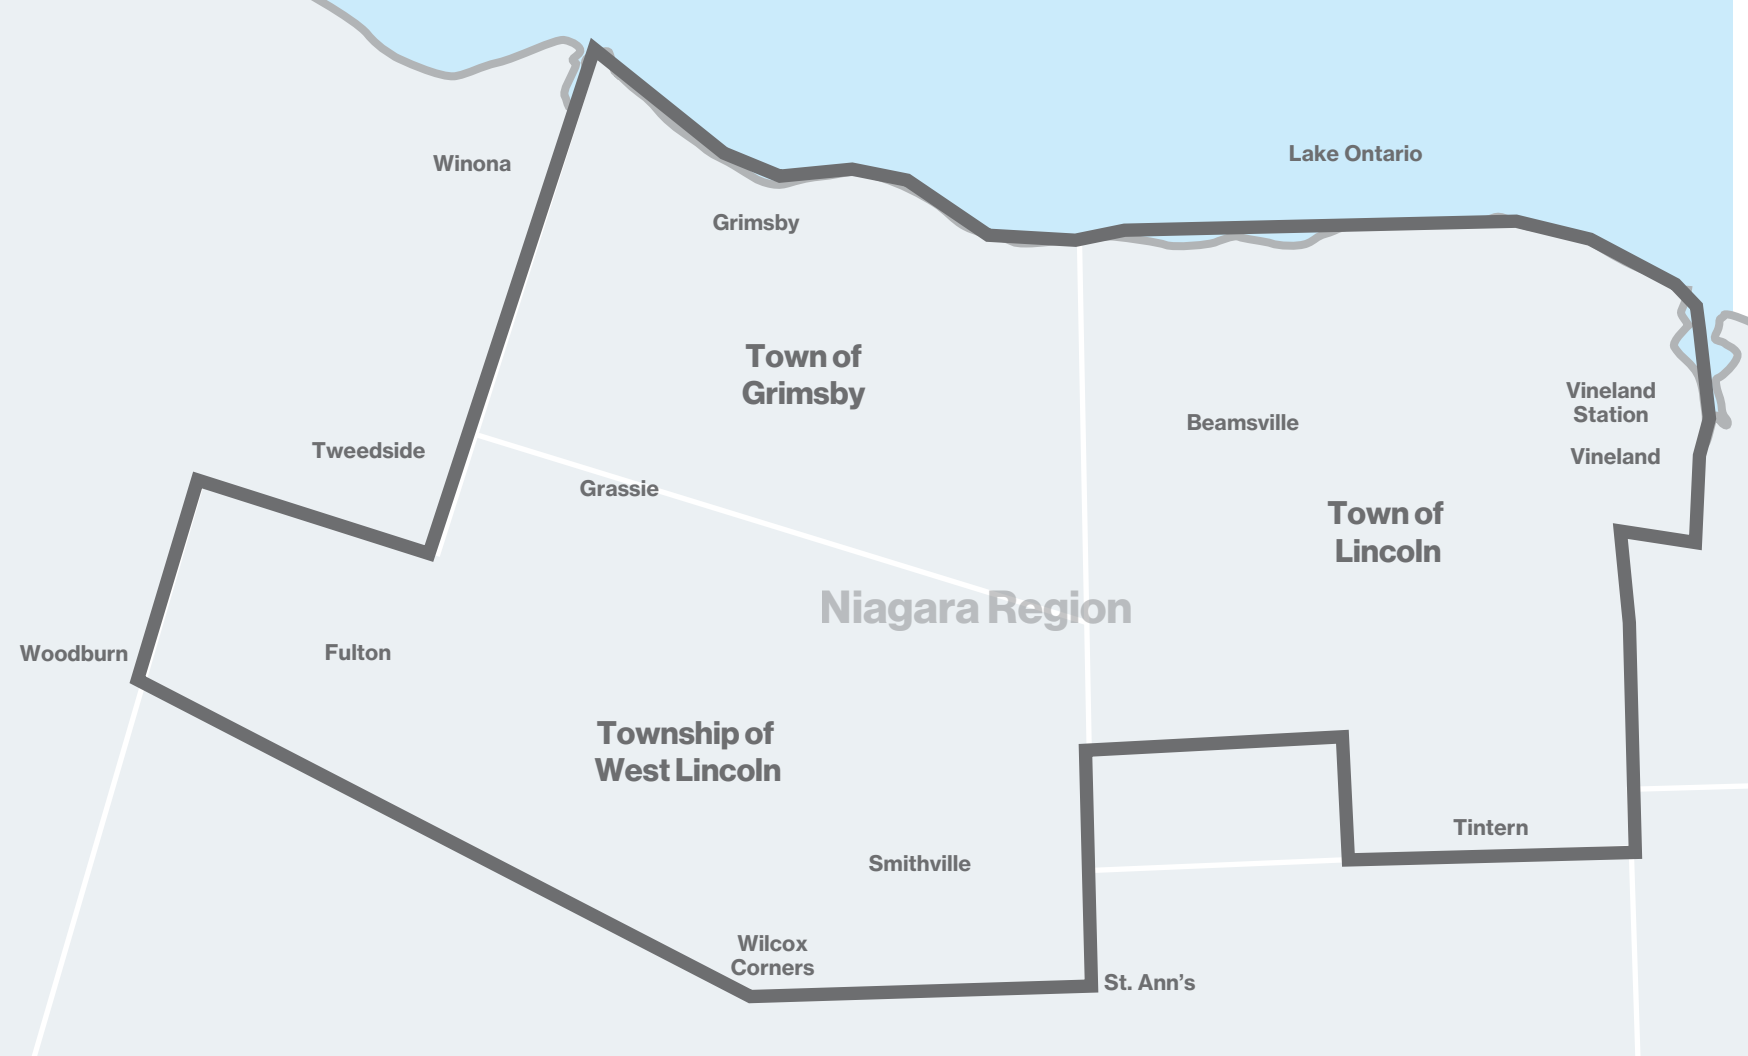 Lake Ontario
Winona
Grimsby
Town of
Grimsby
Vineland
Station
Beamsville
Tweedside
Vineland
Grassie
Town of
Lincoln
Niagara Region
Woodburn
Fulton
Township of
West Lincoln
Tintern
Smithville
Wilcox
Corners
St. Ann’s